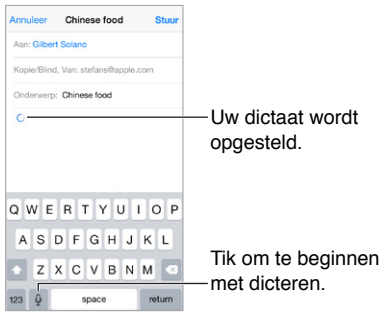 Annuleer Chinese food Stuur
Aan: Gilbert Solano
Kopie/Blind, Van: stefans@apple.com
Onderwerp: Chinese food
Uw dictaat wordt
opgesteld.
Q W E R T Y U I O P
A S D F G H J K L
Z X C V B N M
Tik om te beginnen
met dicteren.
123 space return